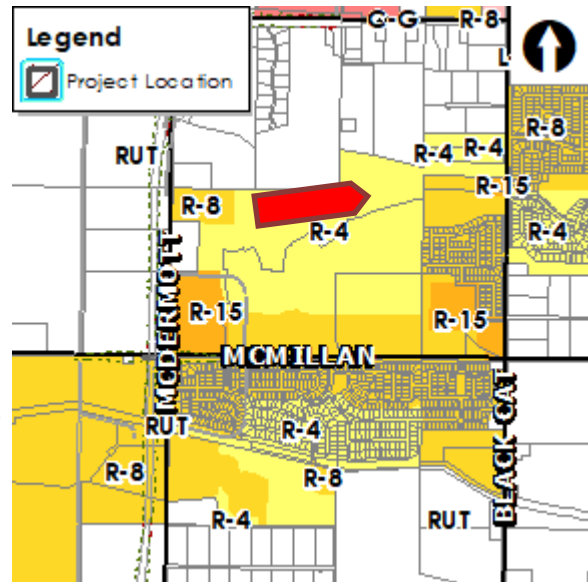 Legend
Project Location
C-G
R-8
L
R-8
RUT
R-4
R-4
R-15
R-8
R-4
R-4
MCDERMOTT
R-15
R-15
MCMILLAN
RUT
R-4
BLACK CAT
R-8
R-8
R-4
RUT